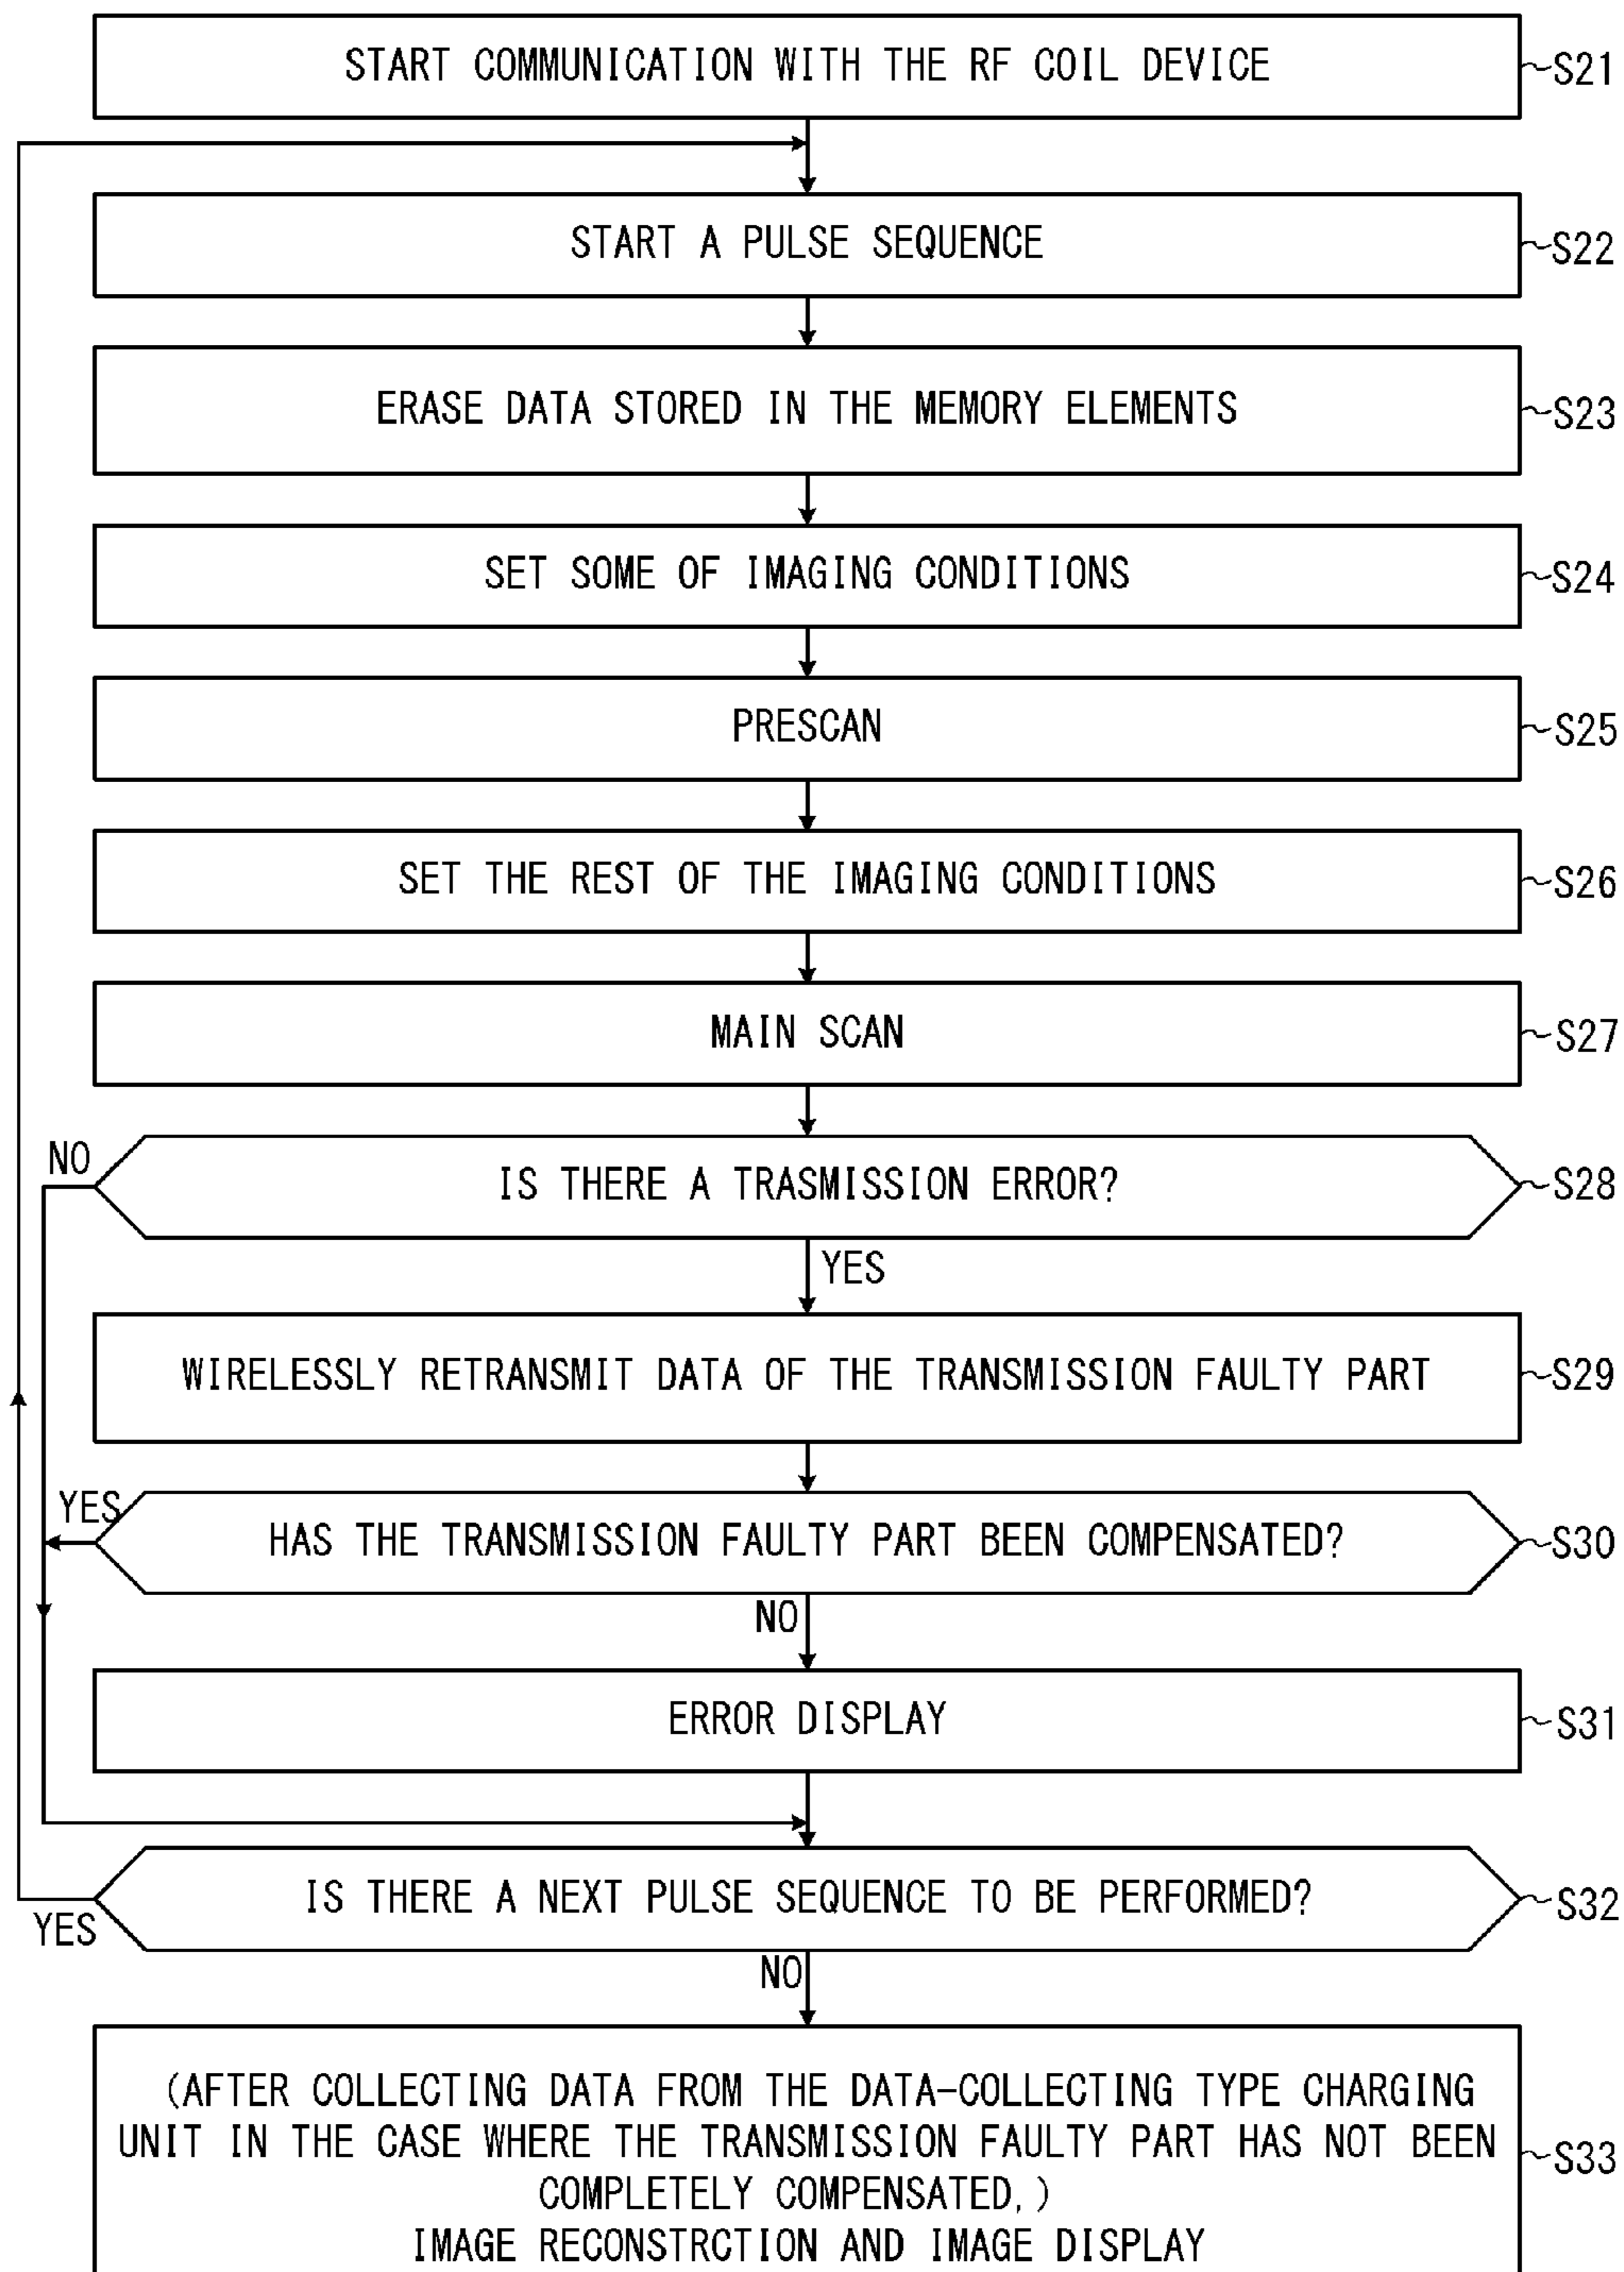 START COMMUNICATION WITH THE RF COIL DEVICE
S21
START A PULSE SEQUENCE
S22
ERASE DATA STORED IN THE MEMORY ELEMENTS
S23
SET SOME OF IMAGING CONDITIONS
S24
PRESCAN
S25
SET THE REST OF THE IMAGING CONDITIONS
S26
MAIN SCAN
S27
NO
IS THERE A TRASMISSION ERROR?
S28
YES
WIRELESSLY RETRANSMIT DATA OF THE TRANSMISSION FAULTY PART
S29
YES
HAS THE TRANSMISSION FAULTY PART BEEN COMPENSATED?
S30
NO
ERROR DISPLAY
S31
IS THERE A NEXT PULSE SEQUENCE TO BE PERFORMED?
S32
YES
NO
(AFTER COLLECTING DATA FROM THE DATA-COLLECTING TYPE CHARGING
UNIT IN THE CASE WHERE THE TRANSMISSION FAULTY PART HAS NOT BEEN
COMPLETELY COMPENSATED,)
IMAGE RECONSTRCTION AND IMAGE DISPLAY
S33